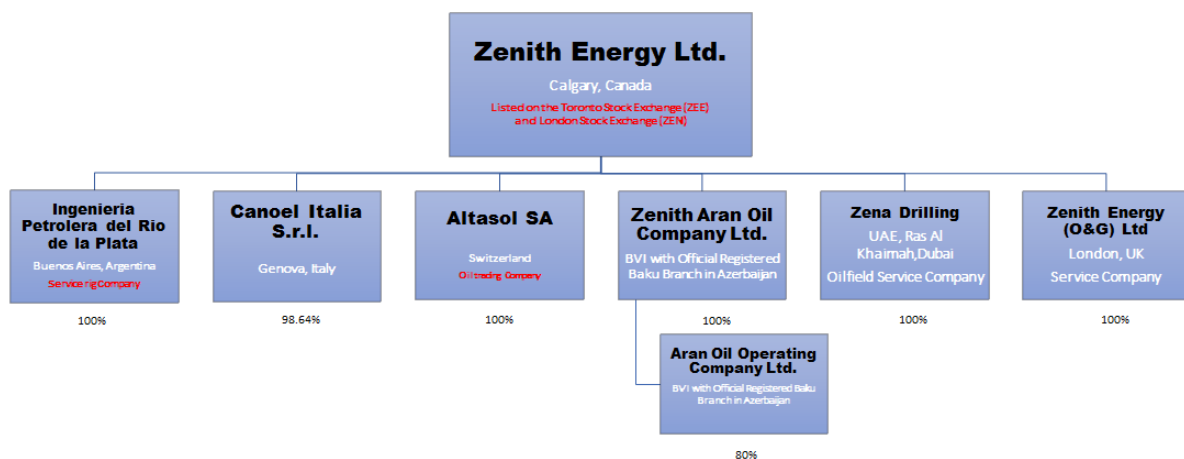 Zenith Energy Ltd.
Calgary, Canada
Listed on the Toronto Stock Exchange (ZEE)
and London Stock Exchange (ZEN)
Ingenieria
Petrolera del Rio
de la Plata
Buenos Aires, Argentina
Service rig Company
100%
Canoel Italia
S.r.l.
Genova, Italy
98.64%
Altasol SA
Switzerland
Oil trading Company
100%
Zenith Aran Oil
Company Ltd.
BVI with Official Registered
Baku Branch in Azerbaijan
100%
Zena Drilling
UAE, Ras Al
Khaimah,Dubai
Oilfield Service Company
100%
Zenith Energy
(O&G) Ltd
London, UK
Service Company
100%
Aran Oil Operating
Company Ltd.
BVI with Official Registered Baku
Branch in Azerbaijan
80%